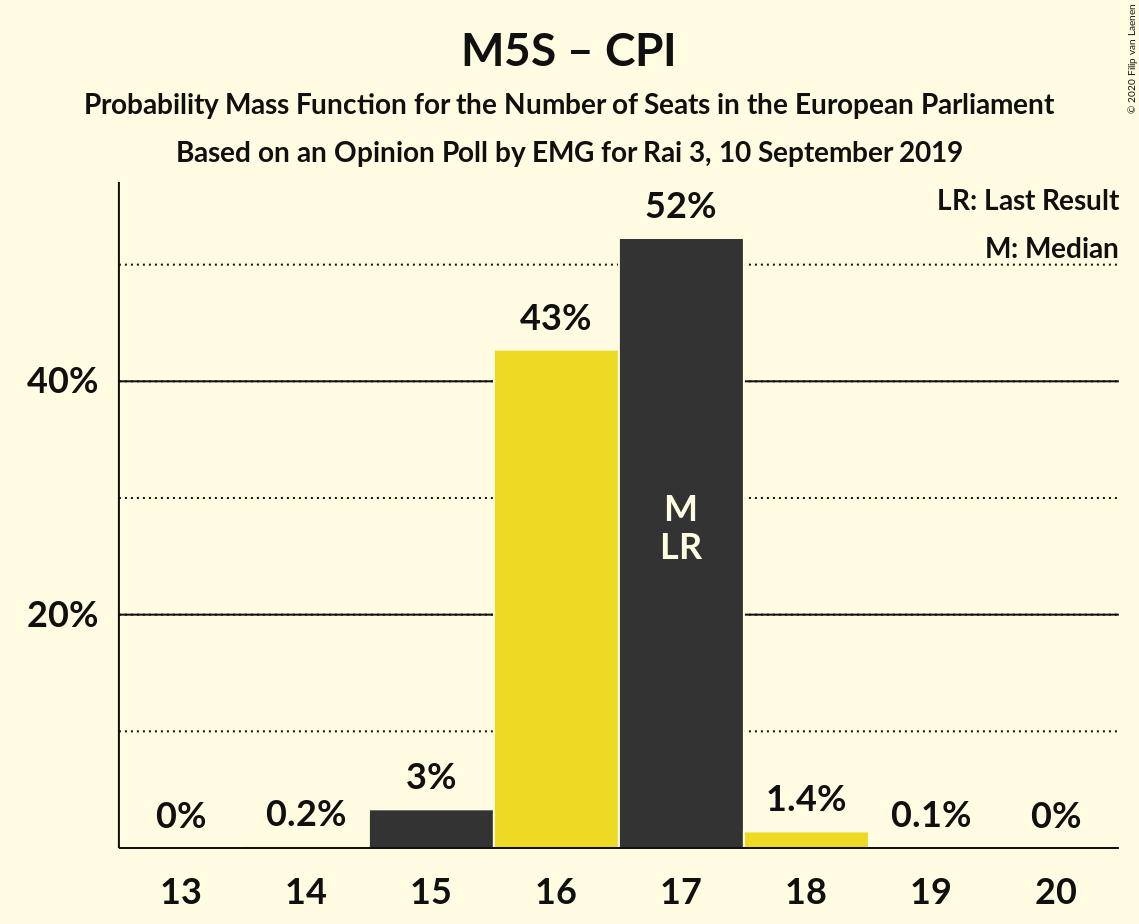 M5S – CPI
Probability Mass Function for the Number of Seats in the European Parliament
Based on an Opinion Poll by EMG for Rai 3, 10 September 2019
© 2020 Filip van Laenen
LR: Last Result
M: Median
52%
43%
40%
M
LR
20%
3%
0%
0.2%
1.4%
0.1%
0%
13
14
15
16
17
18
19
20